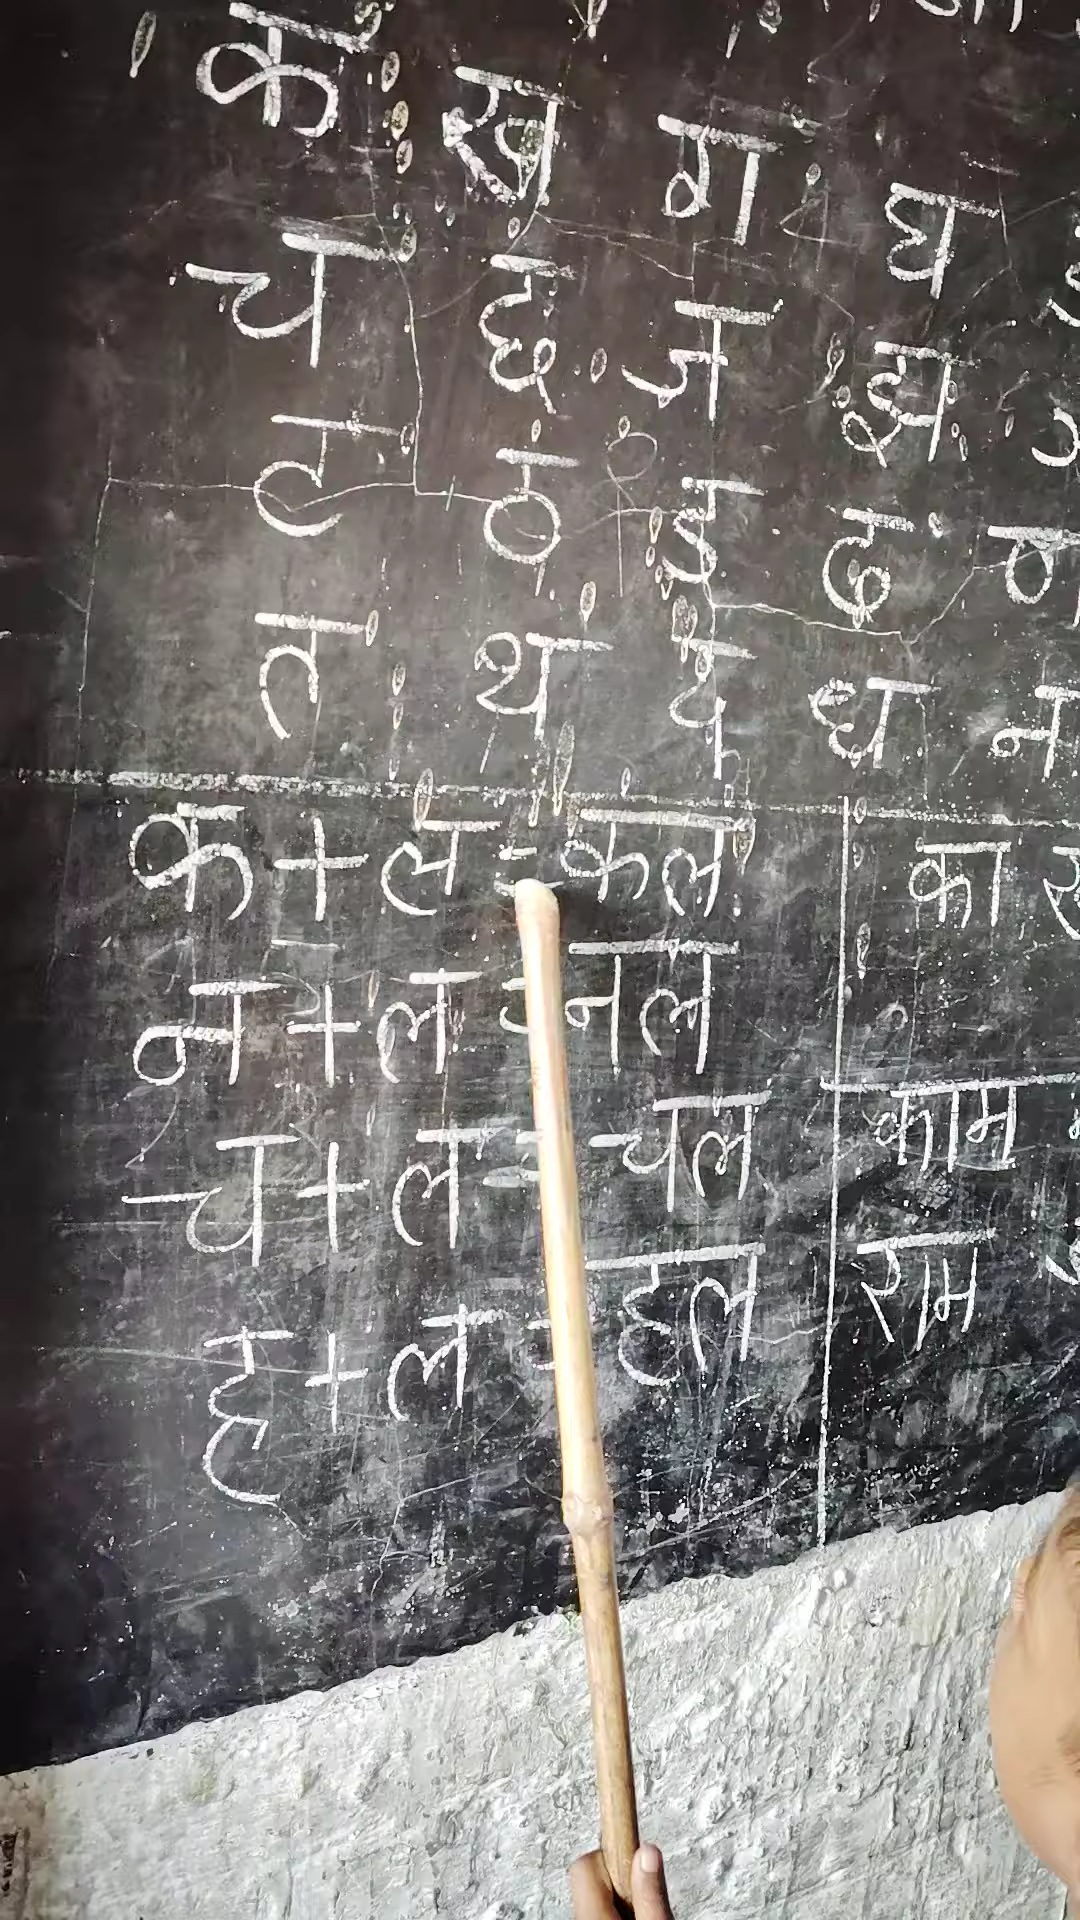 क ख ग घ
च छ ज झ
ट ठ ड ढ
त थ द ध न
क + ल = कल
न + ल = नल
च + ल = चल
ह + ल = हल
का
काम
राम